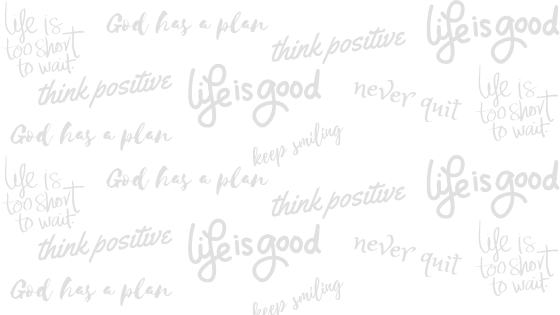 life is
too short
to wait.
God has a plan
think positive
life is good
think positive
life is good
never quit
life is
too short
to wait.
God has a plan
keep smiling
life is
too short
to wait.
God has a plan
think positive
life is good
think positive
life is good
never quit
life is
too short
to wait.
God has a plan
keep smiling